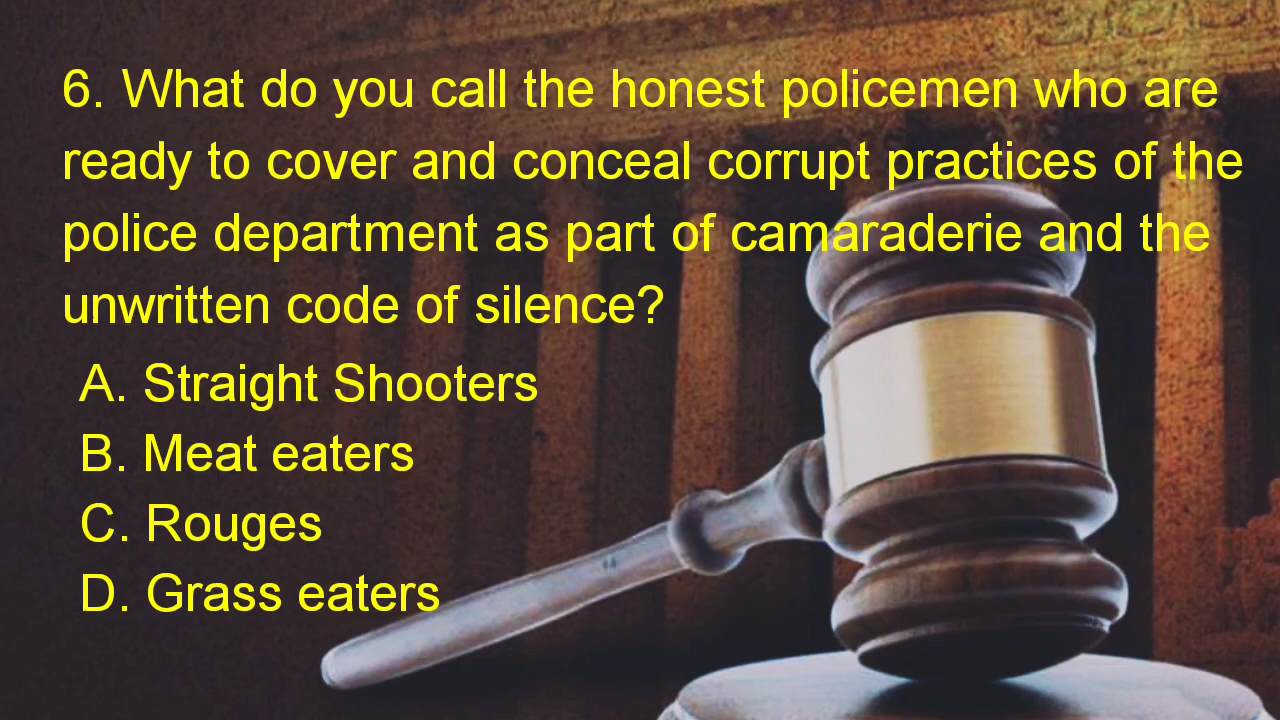 6. What do you call the honest policemen who are
ready to cover and conceal corrupt practices of the
police department as part of camaraderie and the
unwritten code of silence?
A. Straight Shooters
B. Meat eaters
C. Rouges
D. Grass eaters